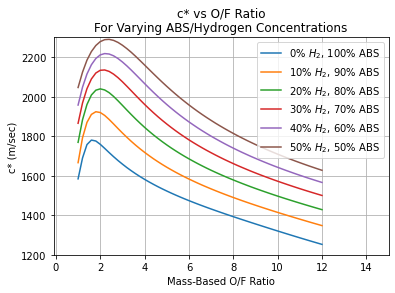 c* vs O/F Ratio
For Varying ABS/Hydrogen Concentrations
c* (m/sec)
2200
2000
1800
1600
1400
1200
0% H₂, 100% ABS
10% H₂, 90% ABS
20% H₂, 80% ABS
30% H₂, 70% ABS
40% H₂, 60% ABS
50% H₂, 50% ABS
0 2 4 6 8 10 12 14
Mass-Based O/F Ratio